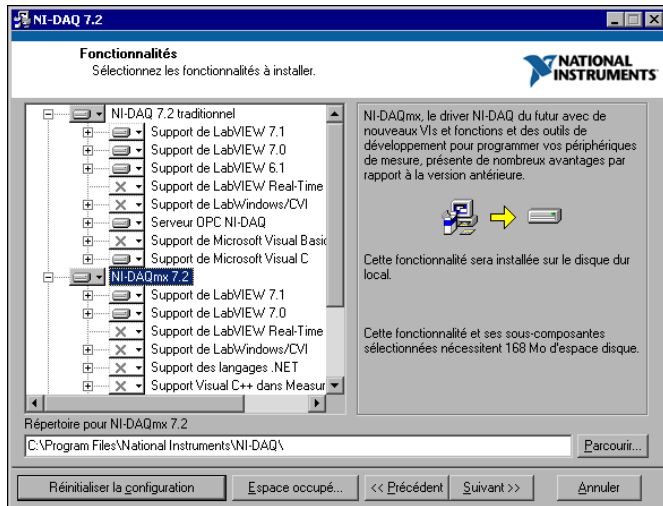 NI-DAQ 7.2
Fonctionnalités
Sélectionnez les fonctionnalités à installer.
NATIONAL
INSTRUMENTS
NI-DAQ 7.2 traditionnel
Support de LabVIEW 7.1
Support de LabVIEW 7.0
Support de LabVIEW 6.1
Support de LabVIEW Real-Time
Support de LabWindows/CVI
Serveur OPC NI-DAQ
Support de Microsoft Visual Basic
Support de Microsoft Visual C
NI-DAQmx 7.2
Support de LabVIEW 7.1
Support de LabVIEW 7.0
Support de LabVIEW Real-Time
Support de LabWindows/CVI
Support des langages .NET
Support Visual C++ dans Measur
NI-DAQmx, le driver NI-DAQ du futur avec de
nouveaux VIs et fonctions et des outils de
développement pour programmer vos périphériques
de mesure, présente de nombreux avantages par
rapport à la version antérieure.
Cette fonctionnalité sera installée sur le disque dur
local.
Cette fonctionnalité et ses sous-composantes
sélectionnées nécessitent 168 Mo d'espace disque.
Répertoire pour NI-DAQmx 7.2
C:\Program Files\National Instruments\NI-DAQ\
Parcourir...
Réinitialiser la configuration
Espace occupé...
<< Précédent
Suivant >>
Annuler